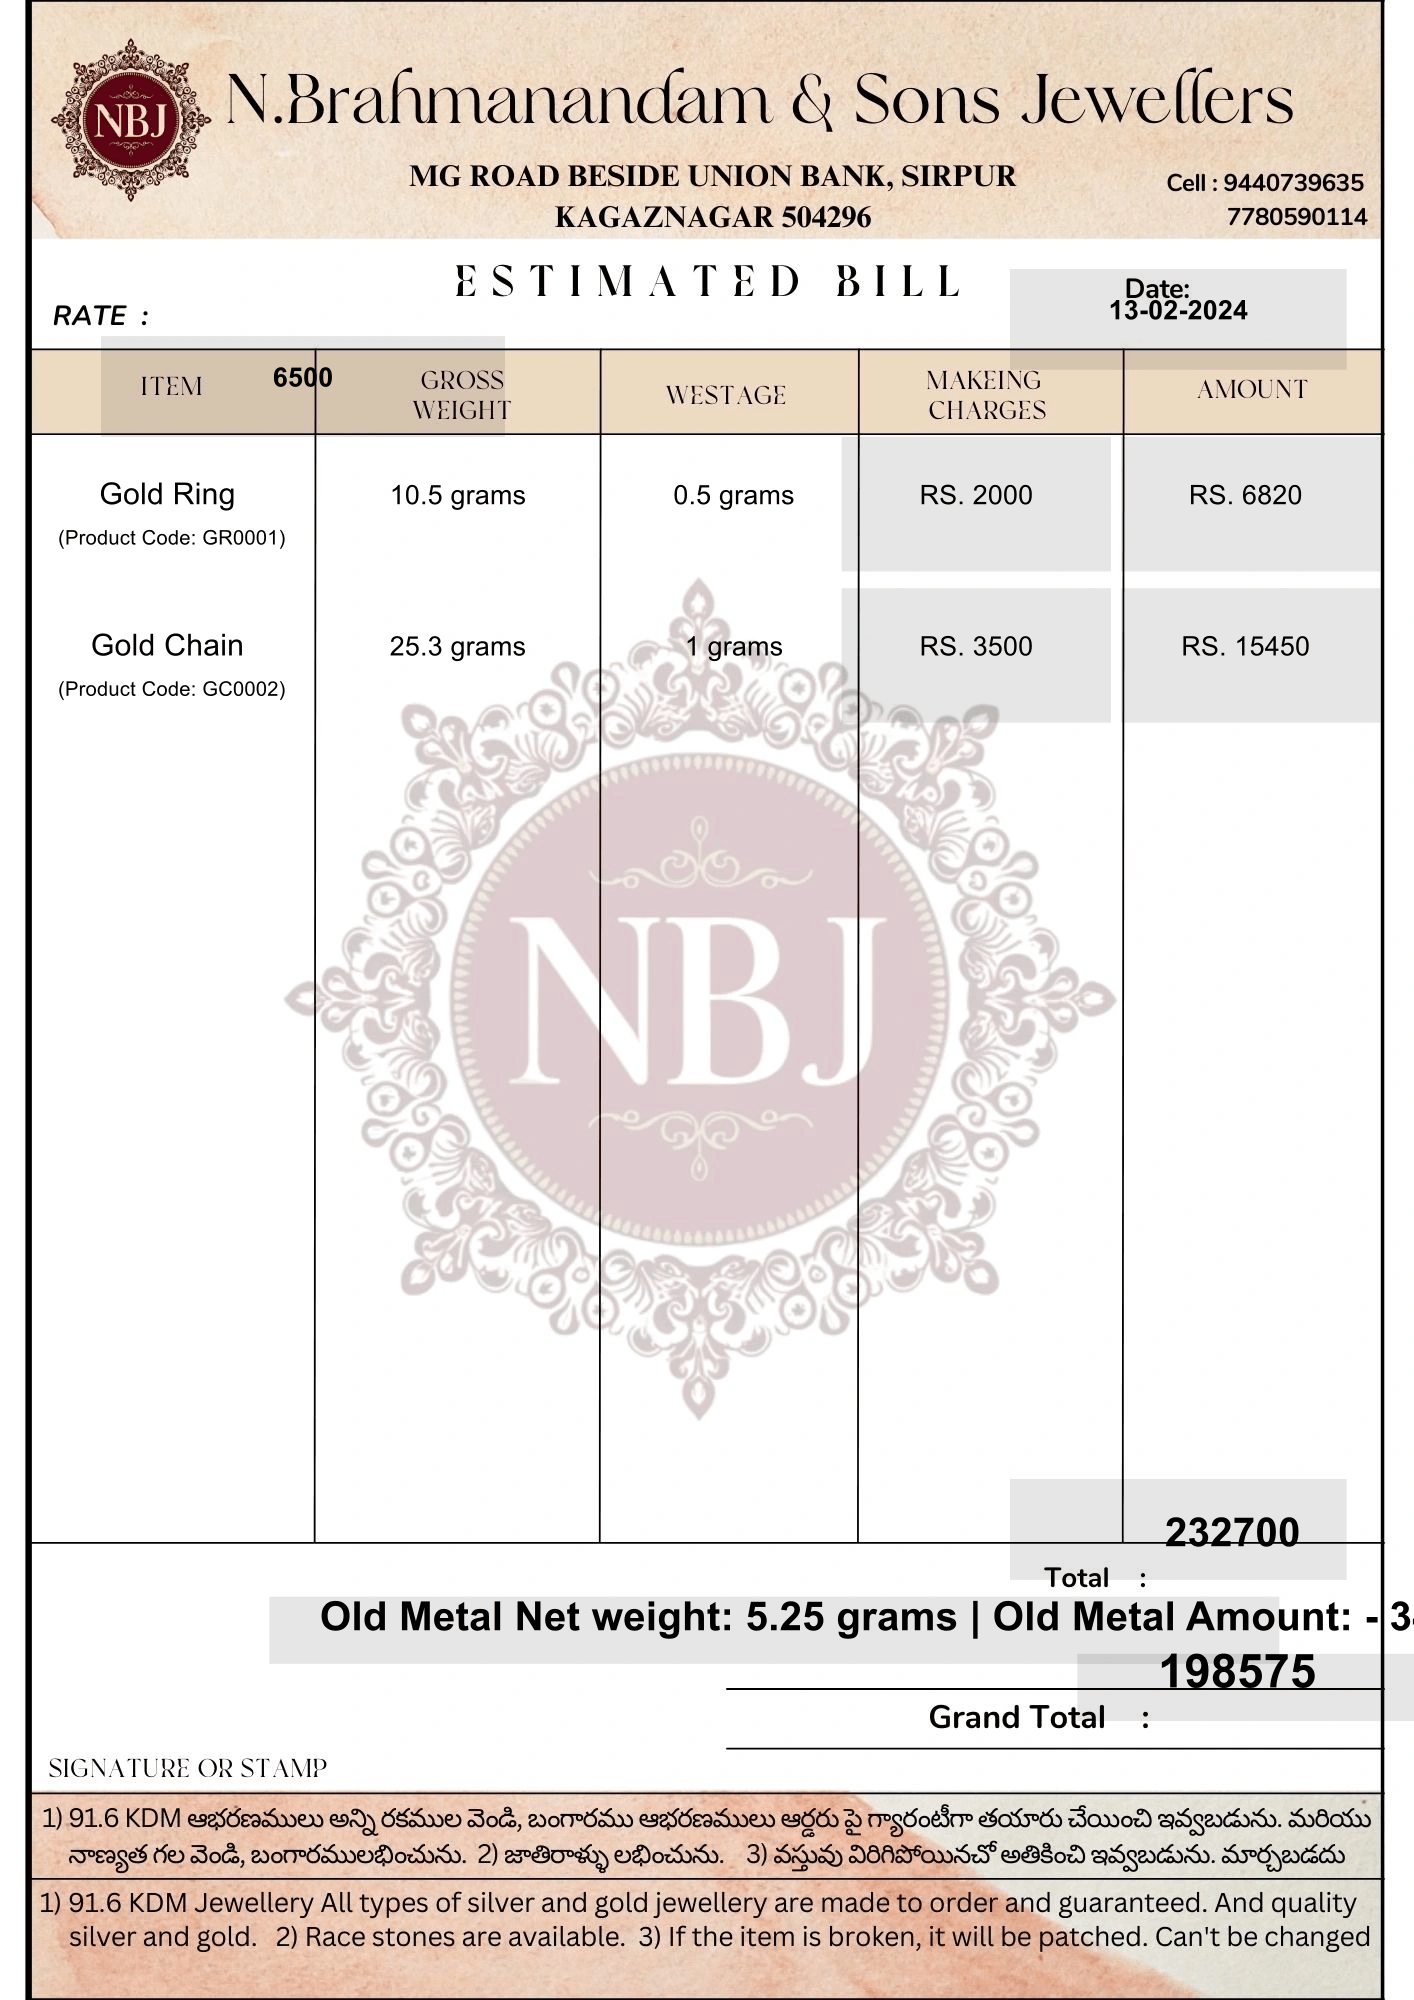 NBJ
N.Brahmanandam & Sons Jewellers
MG ROAD BESIDE UNION BANK, SIRPUR
KAGAZNAGAR 504296
Cell : 9440739635
7780590114
ESTIMATED BILL
Date:
13-02-2024
RATE :
6500
ITEM GROSS WEIGHT WESTAGE MAKEING CHARGES AMOUNT
Gold Ring 10.5 grams 0.5 grams RS. 2000 RS. 6820
(Product Code: GR0001)
Gold Chain 25.3 grams 1 grams RS. 3500 RS. 15450
(Product Code: GC0002)
NBJ
232700
Total :
Old Metal Net weight: 5.25 grams | Old Metal Amount: - 3
198575
Grand Total :
SIGNATURE OR STAMP
1) 91.6 KDM ఆభరణములు అన్ని రకముల వెండి, బంగారము ఆభరణములు ఆర్డరు పై గ్యారంటీగా తయారు చేయించి ఇవ్వబడును. మరియు
నాణ్యత గల వెండి, బంగారములభించును. 2) జాతిరాళ్ళు లభించును. 3) వస్తువు విరిగిపోయినచో అతికించి ఇవ్వబడును. మార్చబడదు
1) 91.6 KDM Jewellery All types of silver and gold jewellery are made to order and guaranteed. And quality
silver and gold. 2) Race stones are available. 3) If the item is broken, it will be patched. Can't be changed